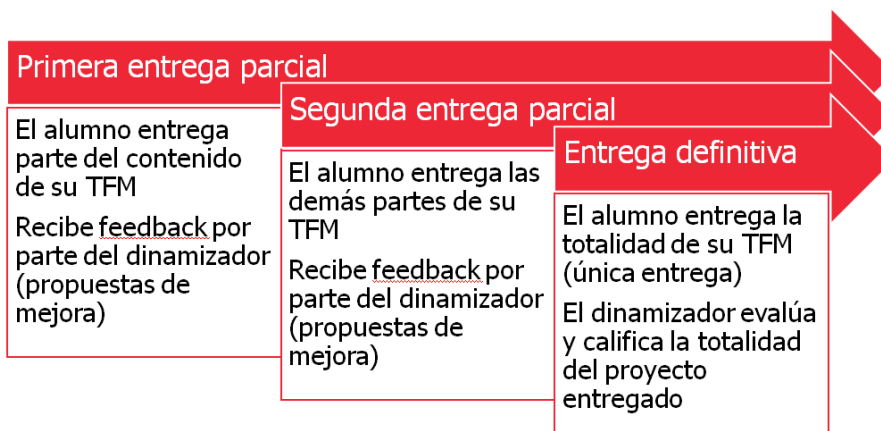 Primera entrega parcial
El alumno entrega
parte del contenido
de su TFM
Recibe feedback por
parte del dinamizador
(propuestas de
mejora)
Segunda entrega parcial
El alumno entrega las
demás partes de su
TFM
Recibe feedback por
parte del dinamizador
(propuestas de
mejora)
Entrega definitiva
El alumno entrega la
totalidad de su TFM
(única entrega)
El dinamizador evalúa
y califica la totalidad
del proyecto
entregado